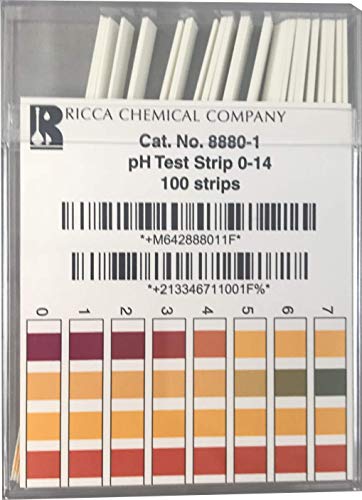 RICCA CHEMICAL COMPANY
Cat. No. 8880-1
pH Test Strip 0-14
100 strips
*+M642888011F*
*+213346711001F%*
0 1 2 3 4 5 6 7